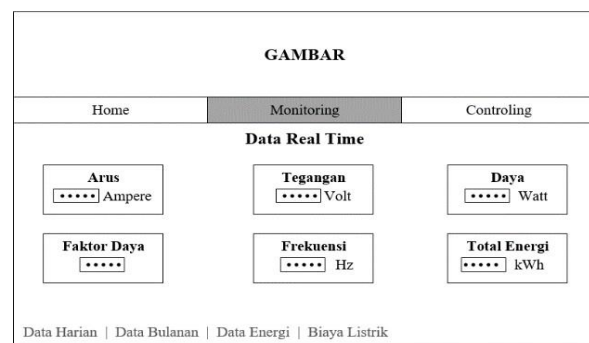 GAMBAR
Home Monitoring Controling
Data Real Time
Arus Tegangan Daya
••••• Ampere ••••• Volt ••••• Watt
Faktor Daya Frekuensi Total Energi
••••• ••••• Hz ••••• kWh
Data Harian | Data Bulanan | Data Energi | Biaya Listrik